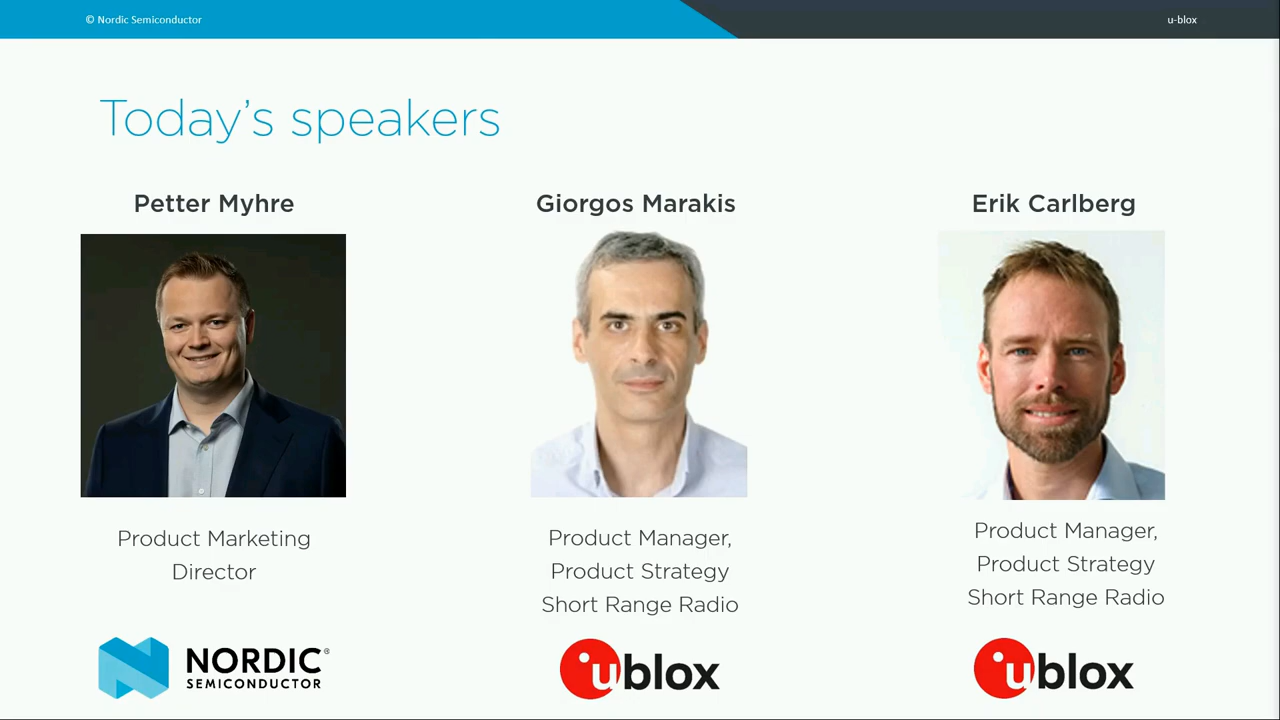 © Nordic Semiconductor
u-blox
Today's speakers
Petter Myhre
Giorgos Marakis
Erik Carlberg
Product Marketing
Director
Product Manager,
Product Strategy
Short Range Radio
Product Manager,
Product Strategy
Short Range Radio
NORDIC®
SEMICONDUCTOR
ublox
ublox